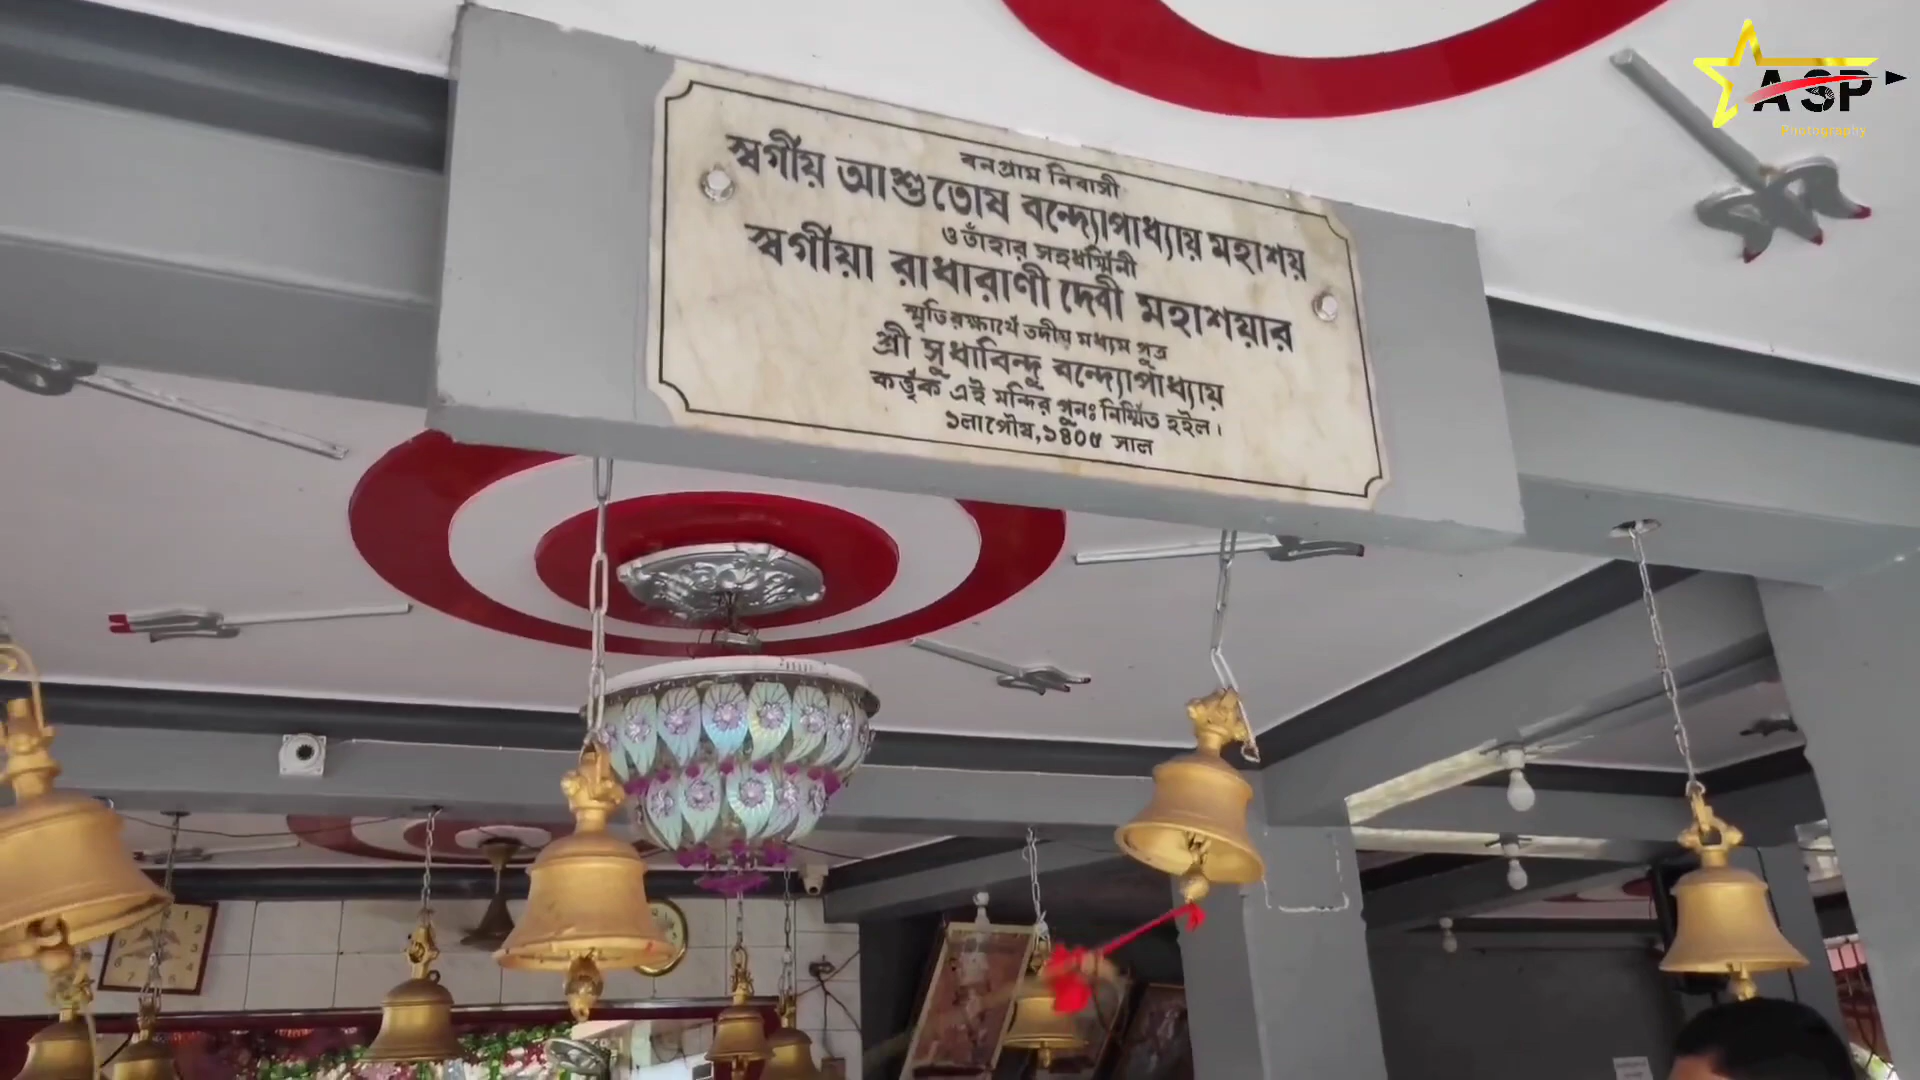 বনগ্রাম নিবাসী
স্বর্গীয় আশুতোষ বন্দ্যোপাধ্যায় মহাশয়
ও তাঁহার সহধর্ম্মিনী
স্বর্গীয়া রাধারাণী দেবী মহাশয়ার
স্মৃতি রক্ষার্থে তদীয় মধ্যম পুত্র
শ্রী সুধাবিন্দু বন্দ্যোপাধ্যায়
কর্ত্তৃক এই মন্দির পুনঃ নির্ম্মিত হইল।
১লা পৌষ, ১৪০৫ সাল
ASP
Photography